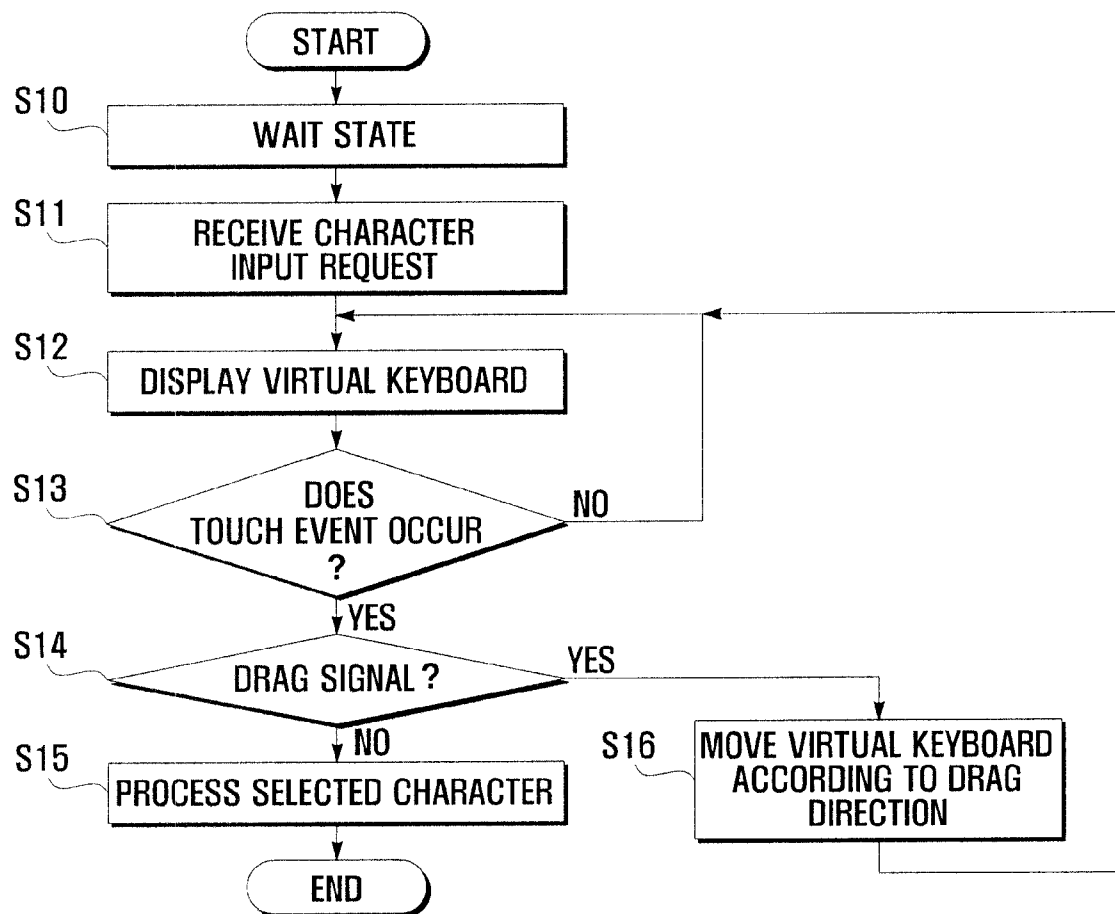 START
S10
WAIT STATE
S11
RECEIVE CHARACTER
INPUT REQUEST
S12
DISPLAY VIRTUAL KEYBOARD
S13
DOES
TOUCH EVENT OCCUR
?
NO
YES
S14
DRAG SIGNAL ?
YES
NO
S15
PROCESS SELECTED CHARACTER
S16
MOVE VIRTUAL KEYBOARD
ACCORDING TO DRAG
DIRECTION
END